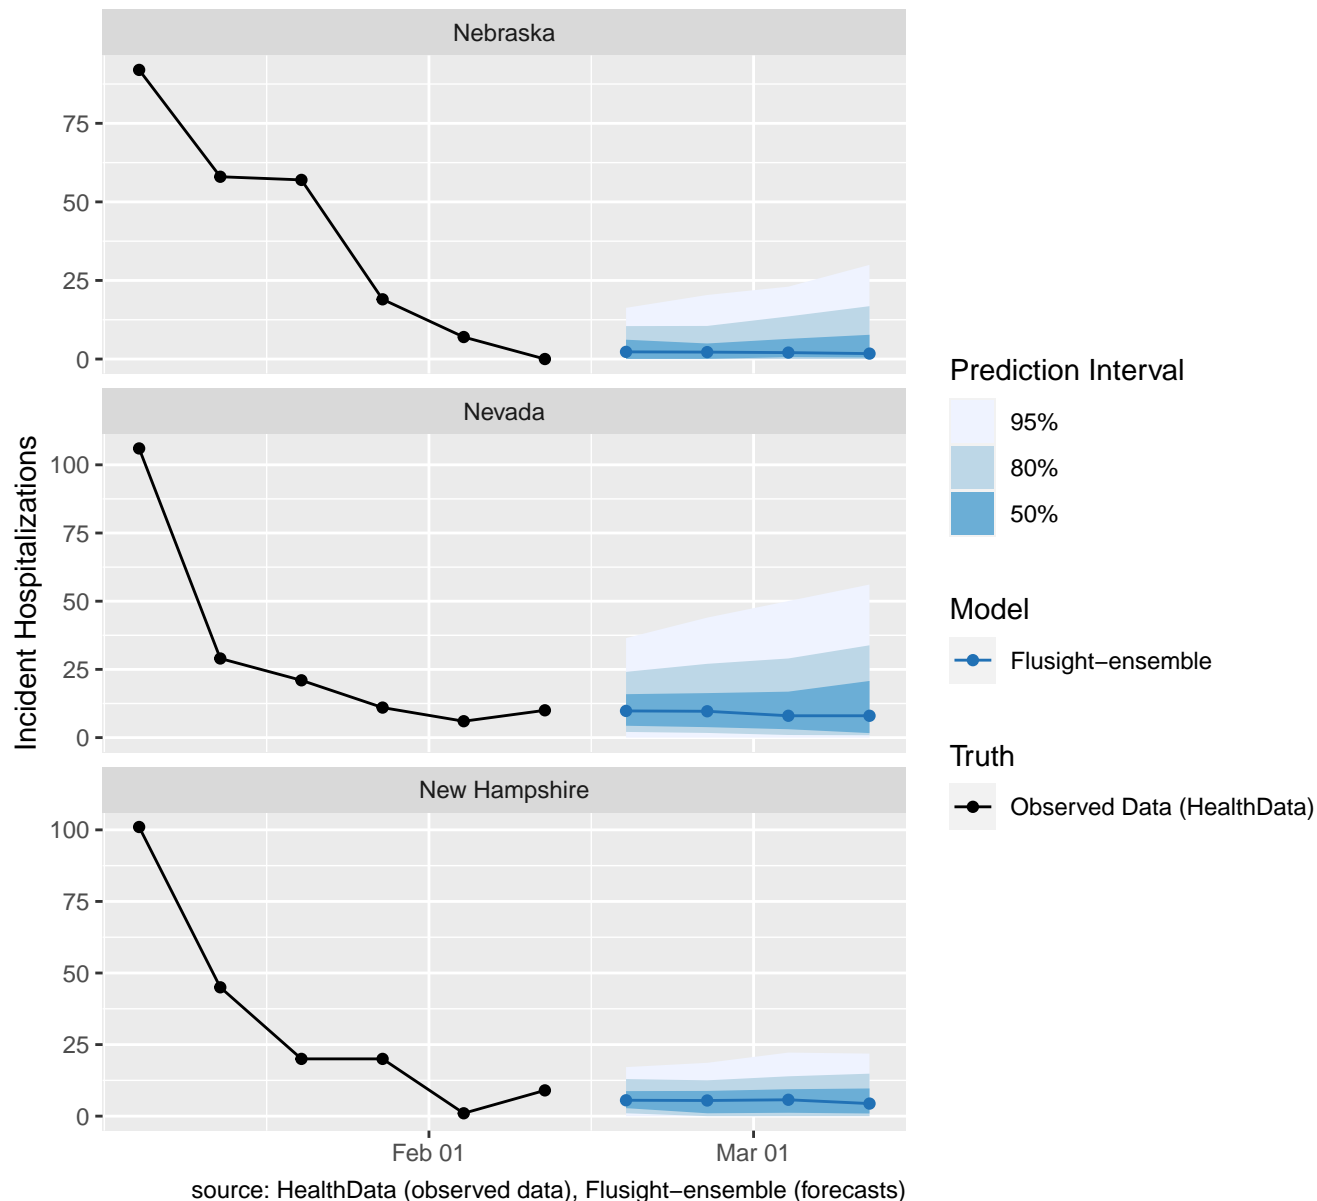 Nebraska
75
50
25
0
Nevada
100
75
50
25
0
New Hampshire
100
75
50
25
0
Feb 01
Mar 01
Incident Hospitalizations
source: HealthData (observed data), Flusight−ensemble (forecasts)
Prediction Interval
95%
80%
50%
Model
Flusight−ensemble
Truth
Observed Data (HealthData)